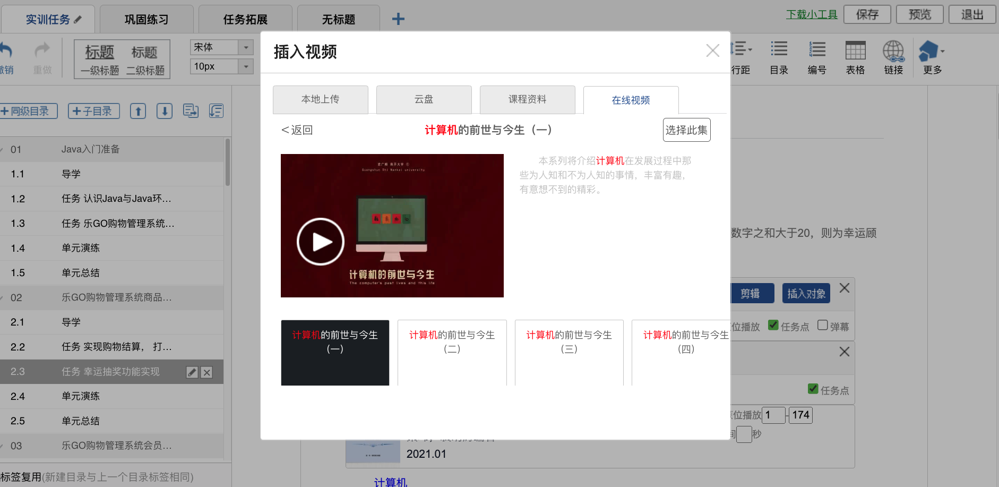 实训任务
巩固练习
任务拓展
无标题
下载小工具
保存
预览
退出
撤销
重做
标题
一级标题
标题
二级标题
宋体
10px
行距
目录
编号
表格
链接
更多
插入视频
本地上传
云盘
课程资料
在线视频
< 返回
计算机的前世与今生（一）
选择此集
史广顺 南开大学 ①
Guangshun Shi Nankai university
计算机的前世与今生
The computer's past lives and this life
本系列将介绍计算机在发展过程中那
些为人知和不为人知的事情，丰富有趣，
有意想不到的精彩。
计算机的前世与今生
（一）
计算机的前世与今生
（二）
计算机的前世与今生
（三）
计算机的前世与今生
（四）
+同级目录
+子目录
01 Java入门准备
1.1 导学
1.2 任务 认识Java与Java环...
1.3 任务 乐GO购物管理系统...
1.4 单元演练
1.5 单元总结
02 乐GO购物管理系统商品...
2.1 导学
2.2 任务 实现购物结算， 打...
2.3 任务 幸运抽奖功能实现
2.4 单元演练
2.5 单元总结
03 乐GO购物管理系统会员...
标签复用(新建目录与上一个目录标签相同)
数字之和大于20，则为幸运顾
剪辑
插入对象
位播放
任务点
弹幕
任务点
位播放 1 - 174
间 秒
2021.01
计算机